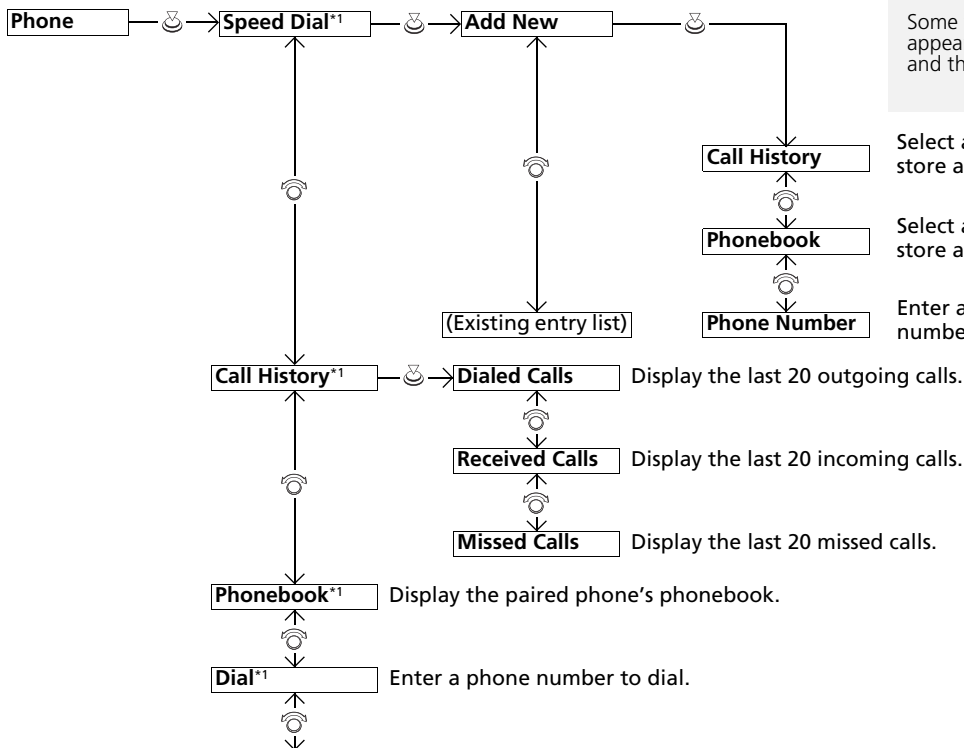 Phone
Speed Dial*1
Add New
Some
appea
and th
Call History
Select a
store a
Phonebook
Select a
store a
(Existing entry list)
Phone Number
Enter a
numbe
Call History*1
Dialed Calls
Display the last 20 outgoing calls.
Received Calls
Display the last 20 incoming calls.
Missed Calls
Display the last 20 missed calls.
Phonebook*1
Display the paired phone's phonebook.
Dial*1
Enter a phone number to dial.